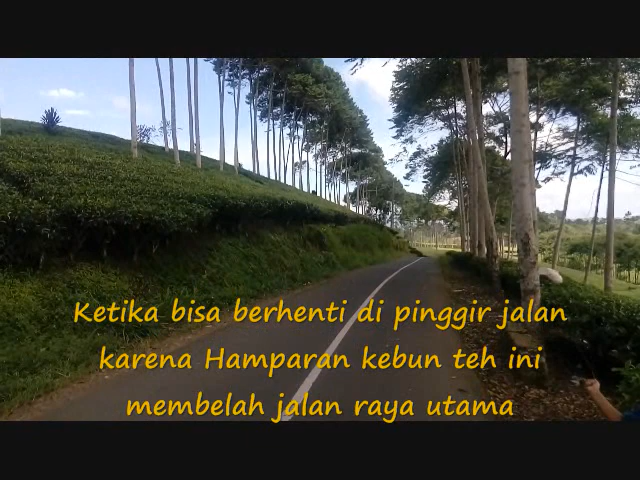 Ketika bisa berhenti di pinggir jalan
karena Hamparan kebun teh ini
membelah jalan raya utama